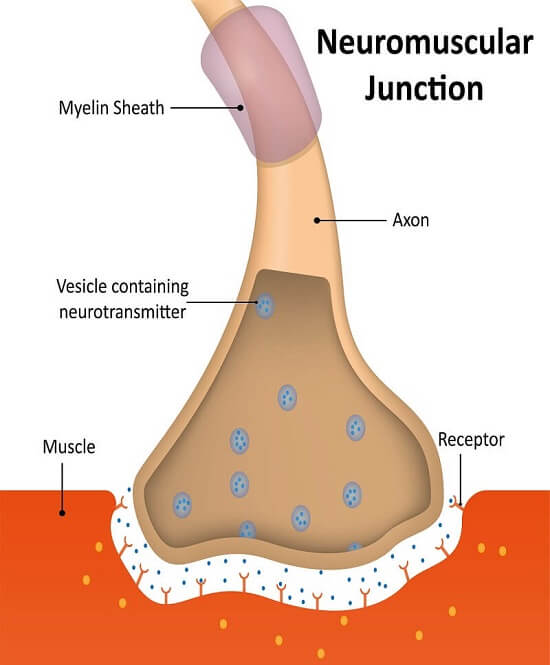 Neuromuscular
Junction
Myelin Sheath
Axon
Vesicle containing
neurotransmitter
Muscle
Receptor